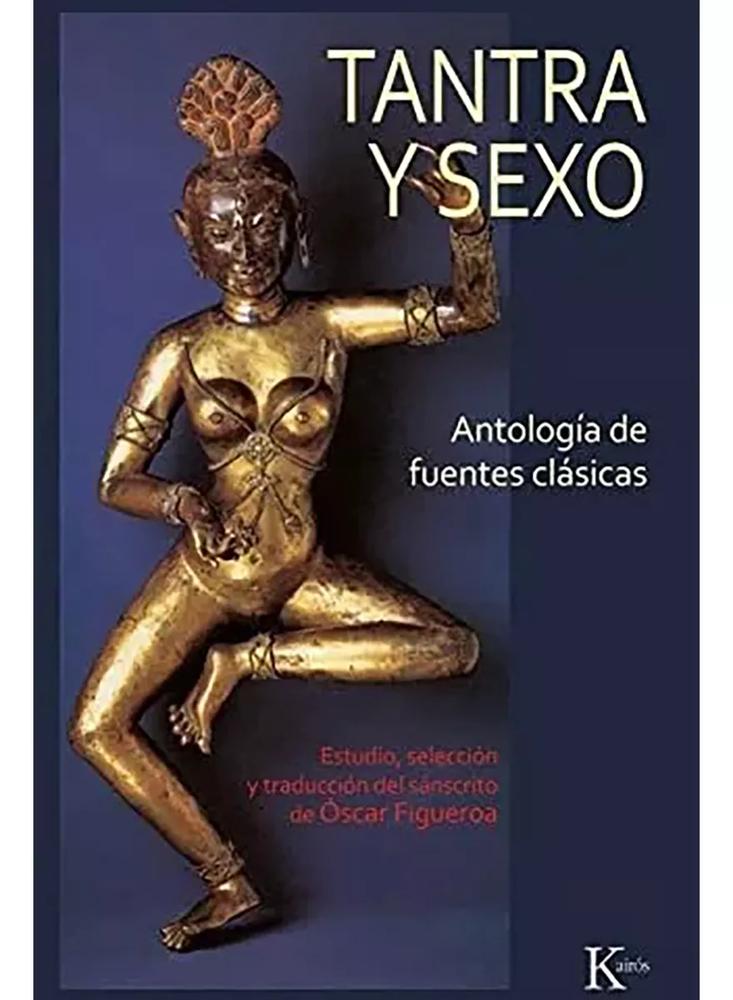 TANTRA
Y SEXO
Antología de
fuentes clásicas
Estudio, selección
y traducción del sánscrito
de Óscar Figueroa
Kairós